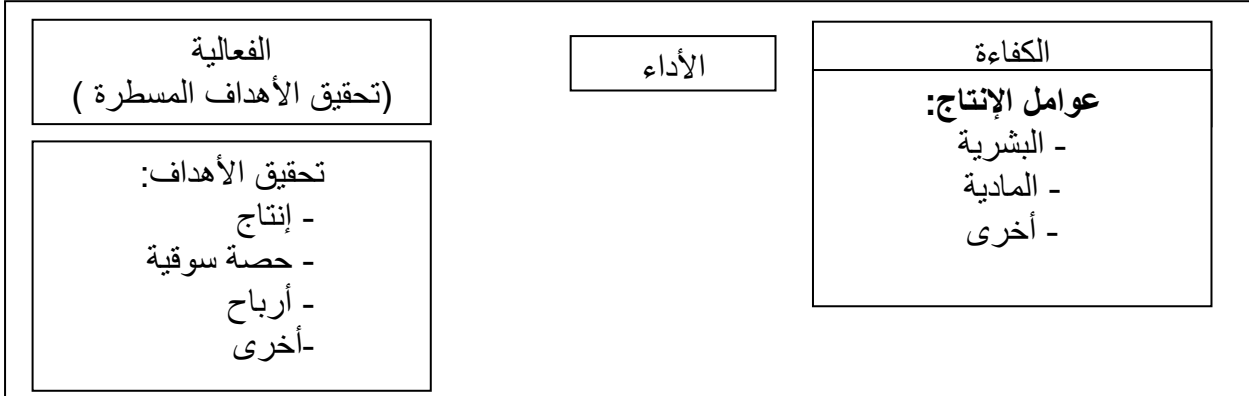 الكفاءة
عوامل الإنتاج:
- البشرية
- المادية
- أخرى
الأداء
الفعالية
(تحقيق الأهداف المسطرة )
تحقيق الأهداف:
- إنتاج
- حصة سوقية
- أرباح
-أخرى